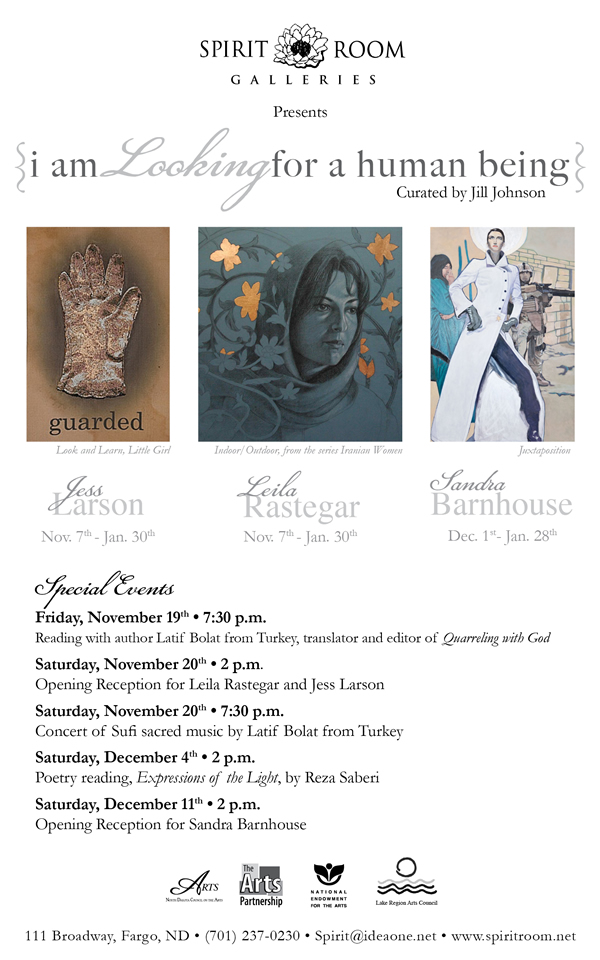 SPIRIT ROOM
GALLERIES
Presents
{i am Looking for a human being}
Curated by Jill Johnson
guarded
Look and Learn, Little Girl
Indoor/Outdoor, from the series Iranian Women
Juxtaposition
Jess
Larson
Nov. 7th - Jan. 30th
Leila
Rastegar
Nov. 7th - Jan. 30th
Sandra
Barnhouse
Dec. 1st- Jan. 28th
Special Events
Friday, November 19th • 7:30 p.m.
Reading with author Latif Bolat from Turkey, translator and editor of Quarreling with God
Saturday, November 20th • 2 p.m.
Opening Reception for Leila Rastegar and Jess Larson
Saturday, November 20th • 7:30 p.m.
Concert of Sufi sacred music by Latif Bolat from Turkey
Saturday, December 4th • 2 p.m.
Poetry reading, Expressions of the Light, by Reza Saberi
Saturday, December 11th • 2 p.m.
Opening Reception for Sandra Barnhouse
ARTS
NORTH DAKOTA COUNCIL ON THE ARTS
The
Arts
Partnership
NATIONAL
ENDOWMENT
FOR THE ARTS
Lake Region Arts Council
111 Broadway, Fargo, ND • (701) 237-0230 • Spirit@ideaone.net • www.spiritroom.net